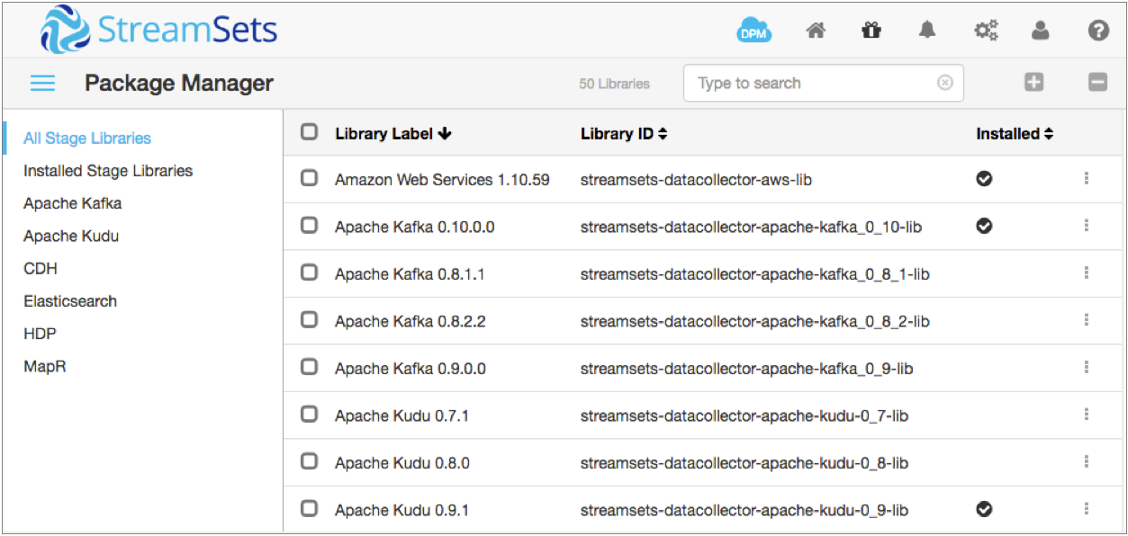 StreamSets
DPM
Package Manager
50 Libraries
Type to search
All Stage Libraries
Installed Stage Libraries
Apache Kafka
Apache Kudu
CDH
Elasticsearch
HDP
MapR
Library Label Library ID Installed
Amazon Web Services 1.10.59 streamsets-datacollector-aws-lib
Apache Kafka 0.10.0.0 streamsets-datacollector-apache-kafka_0_10-lib
Apache Kafka 0.8.1.1 streamsets-datacollector-apache-kafka_0_8_1-lib
Apache Kafka 0.8.2.2 streamsets-datacollector-apache-kafka_0_8_2-lib
Apache Kafka 0.9.0.0 streamsets-datacollector-apache-kafka_0_9-lib
Apache Kudu 0.7.1 streamsets-datacollector-apache-kudu-0_7-lib
Apache Kudu 0.8.0 streamsets-datacollector-apache-kudu-0_8-lib
Apache Kudu 0.9.1 streamsets-datacollector-apache-kudu-0_9-lib